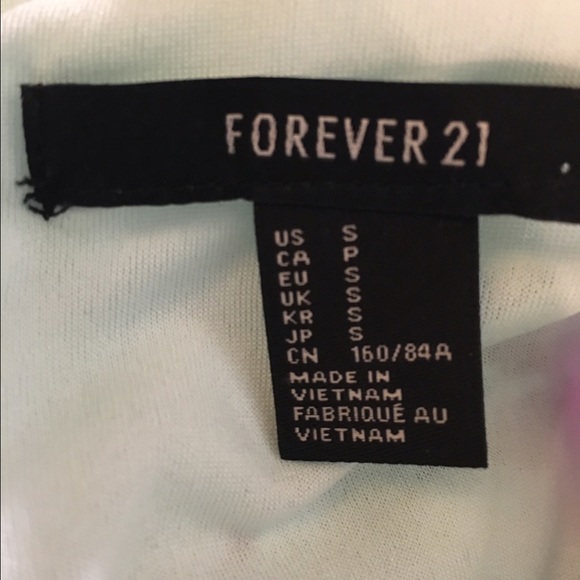 FOREVER 21
US S
CA P
EU S
UK S
KR S
JP S
CN 160/84A
MADE IN
VIETNAM
FABRIQUÉ AU
VIETNAM